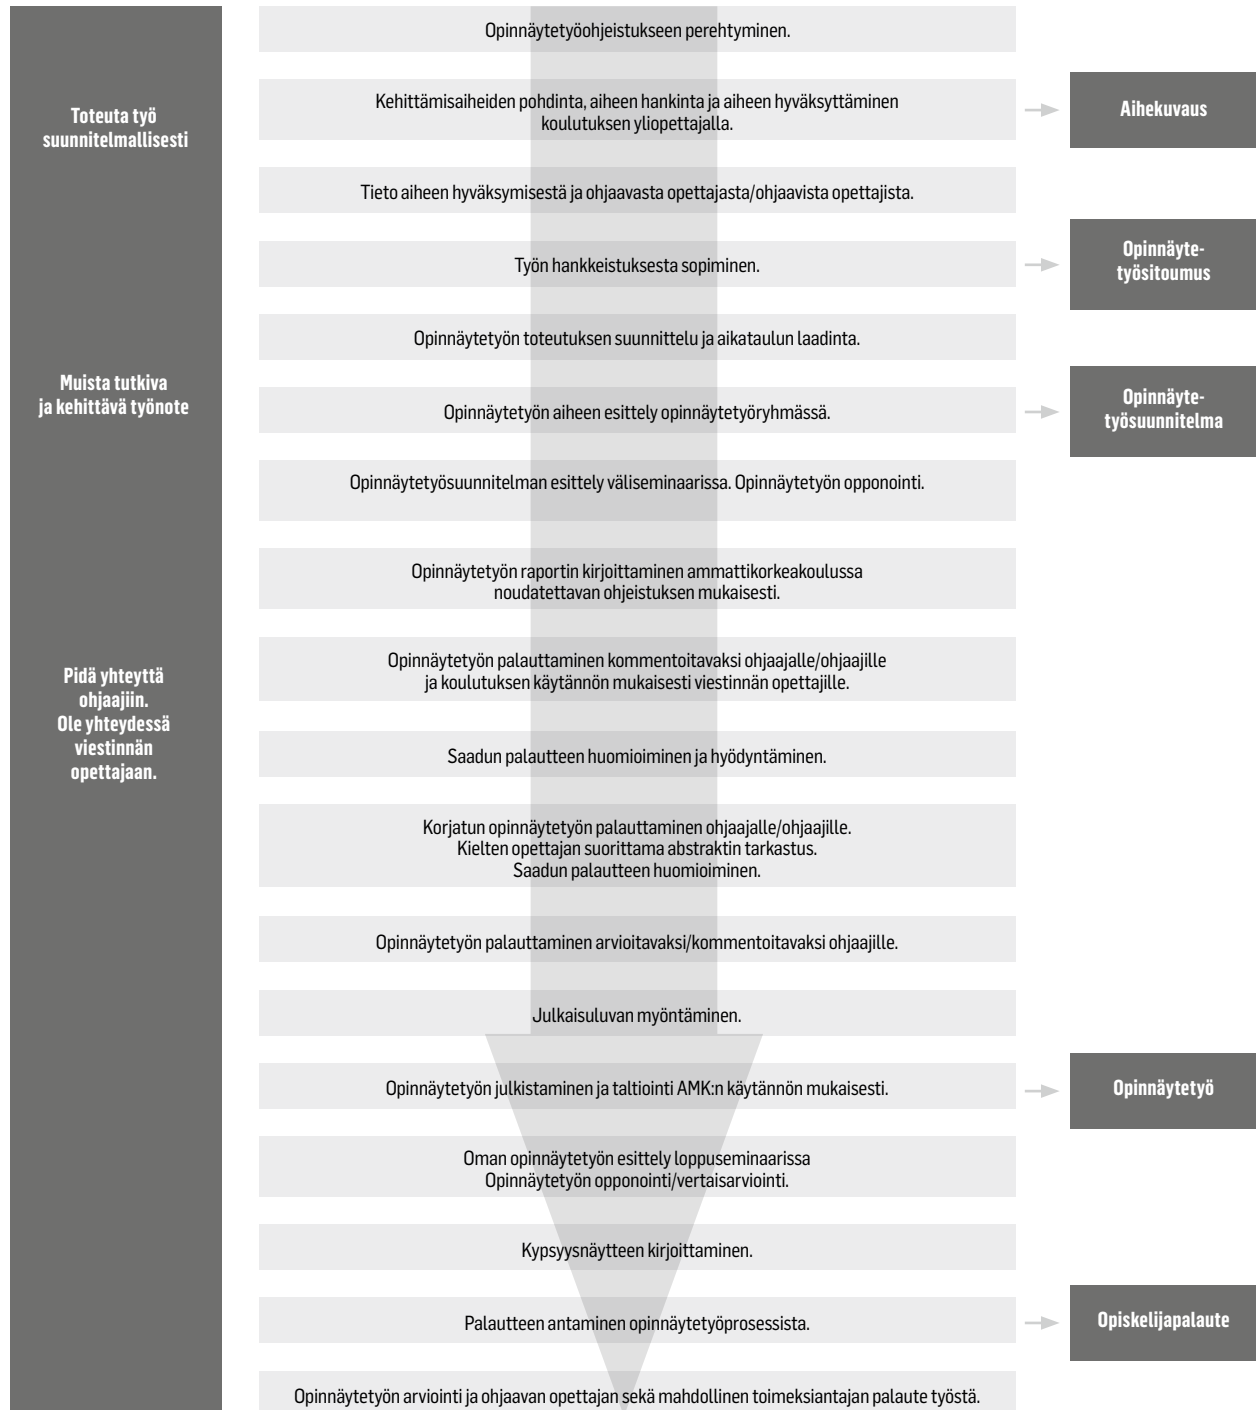 Opinnäytetyöohjeistukseen perehtyminen.
Toteuta työ
suunnitelmallisesti
Kehittämisaiheiden pohdinta, aiheen hankinta ja aiheen hyväksyttäminen
koulutuksen yliopettajalla.
Aihekuvaus
Tieto aiheen hyväksymisestä ja ohjaavasta opettajasta/ohjaavista opettajista.
Työn hankkeistuksesta sopiminen.
Opinnäyte-
työsitoumus
Opinnäytetyön toteutuksen suunnittelu ja aikataulun laadinta.
Muista tutkiva
ja kehittävä työnote
Opinnäytetyön aiheen esittely opinnäytetyöryhmässä.
Opinnäyte-
työsuunnitelma
Opinnäytetyösuunnitelman esittely väliseminaarissa. Opinnäytetyön opponointi.
Opinnäytetyön raportin kirjoittaminen ammattikorkeakoulussa
noudatettavan ohjeistuksen mukaisesti.
Pidä yhteyttä
ohjaajiin.
Ole yhteydessä
viestinnän
opettajaan.
Opinnäytetyön palauttaminen kommentoitavaksi ohjaajalle/ohjaajille
ja koulutuksen käytännön mukaisesti viestinnän opettajille.
Saadun palautteen huomioiminen ja hyödyntäminen.
Korjatun opinnäytetyön palauttaminen ohjaajalle/ohjaajille.
Kielten opettajan suorittama abstraktin tarkastus.
Saadun palautteen huomioiminen.
Opinnäytetyön palauttaminen arvioitavaksi/kommentoitavaksi ohjaajille.
Julkaisuluvan myöntäminen.
Opinnäytetyön julkistaminen ja taltiointi AMK:n käytännön mukaisesti.
Opinnäytetyö
Oman opinnäytetyön esittely loppuseminaarissa
Opinnäytetyön opponointi/vertaisarviointi.
Kypsyysnäytteen kirjoittaminen.
Palautteen antaminen opinnäytetyöprosessista.
Opiskelijapalaute
Opinnäytetyön arviointi ja ohjaavan opettajan sekä mahdollinen toimeksiantajan palaute työstä.